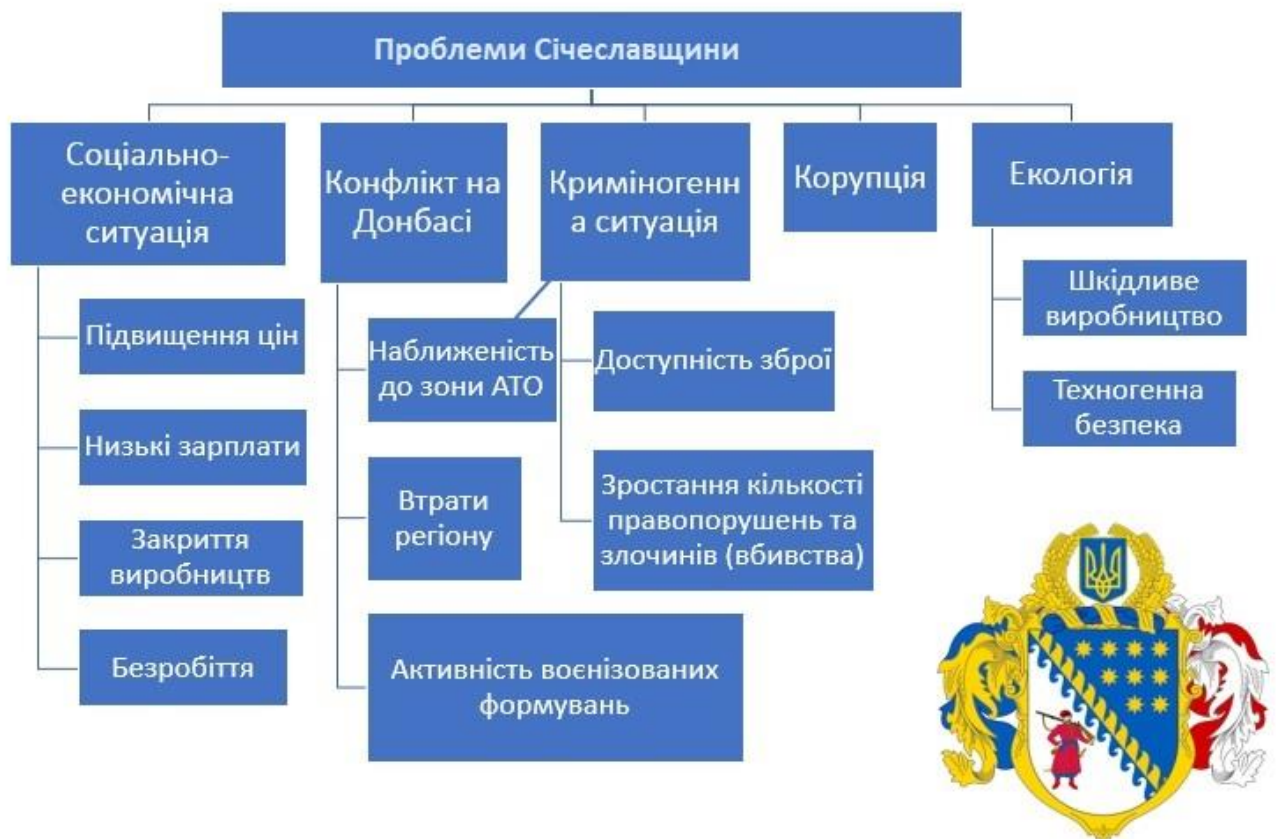 Проблеми Січеславщини
Соціально-
економічна
ситуація
Підвищення цін
Низькі зарплати
Закриття
виробництв
Безробіття
Конфлікт на
Донбасі
Наближеність
до зони АТО
Втрати
регіону
Активність воєнізованих
формувань
Криміногенн
а ситуація
Доступність зброї
Зростання кількості
правопорушень та
злочинів (вбивства)
Корупція
Екологія
Шкідливе
виробництво
Техногенна
безпека